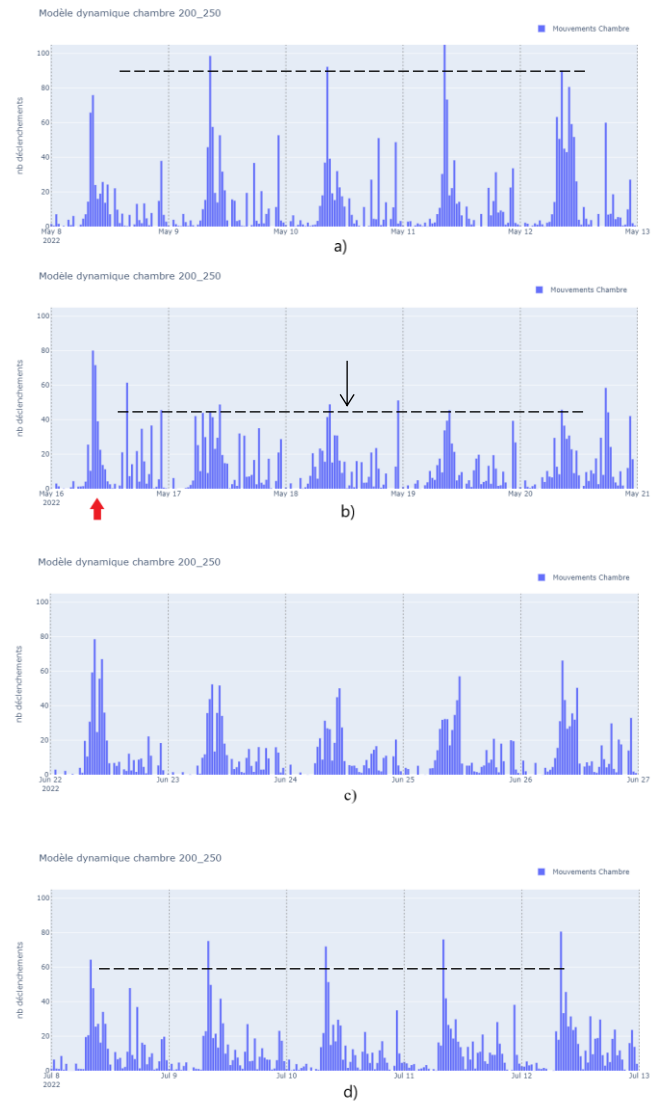 Modèle dynamique chambre 200_250
Mouvements Chambre
nb déclenchements
100
80
60
40
20
0
May 8 May 9 May 10 May 11 May 12 May 13
2022
a)
Modèle dynamique chambre 200_250
Mouvements Chambre
nb déclenchements
100
80
60
40
20
0
May 16 May 17 May 18 May 19 May 20 May 21
2022
b)
Modèle dynamique chambre 200_250
Mouvements Chambre
nb déclenchements
100
80
60
40
20
0
Jun 22 Jun 23 Jun 24 Jun 25 Jun 26 Jun 27
2022
c)
Modèle dynamique chambre 200_250
Mouvements Chambre
nb déclenchements
100
80
60
40
20
0
Jul 8 Jul 9 Jul 10 Jul 11 Jul 12 Jul 13
2022
d)